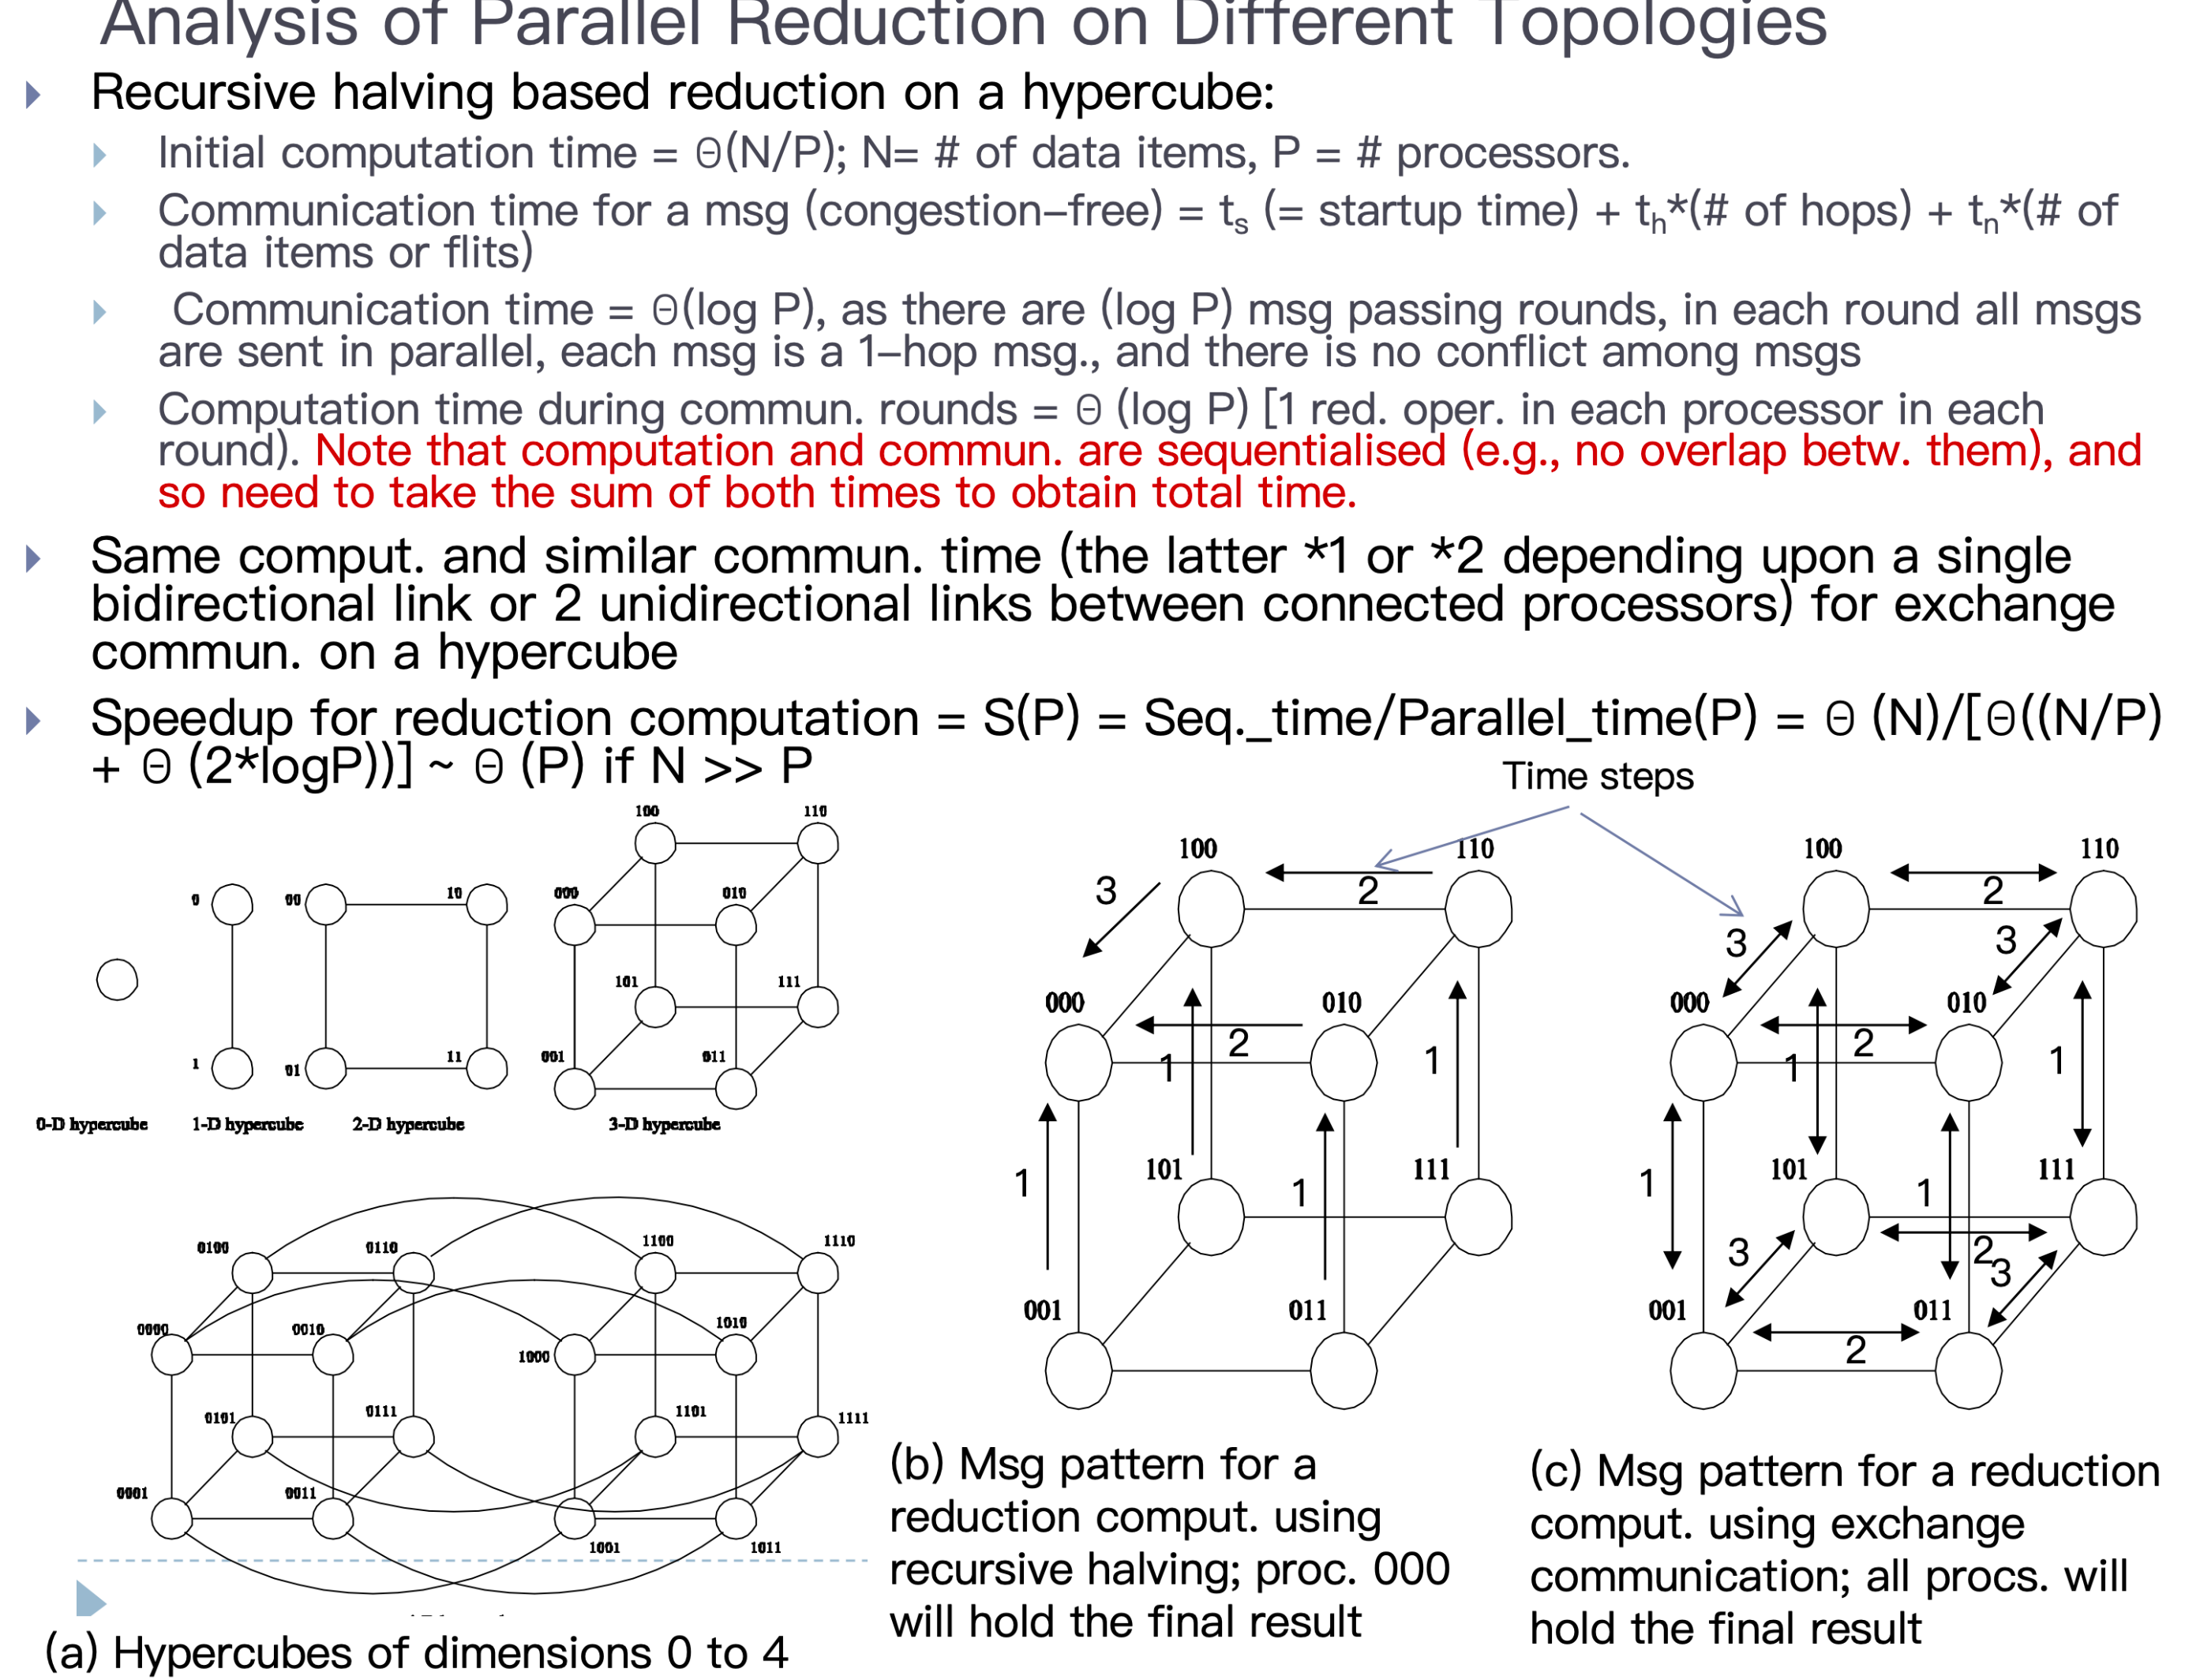 Analysis of Parallel Reduction on Different Topologies
Recursive halving based reduction on a hypercube:
Initial computation time = Θ(N/P); N= # of data items, P = # processors.
Communication time for a msg (congestion–free) = ts (= startup time) + th*(# of hops) + tn*(# of
data items or flits)
Communication time = Θ(log P), as there are (log P) msg passing rounds, in each round all msgs
are sent in parallel, each msg is a 1–hop msg., and there is no conflict among msgs
Computation time during commun. rounds = Θ (log P) [1 red. oper. in each processor in each
round). Note that computation and commun. are sequentialised (e.g., no overlap betw. them), and
so need to take the sum of both times to obtain total time.
Same comput. and similar commun. time (the latter *1 or *2 depending upon a single
bidirectional link or 2 unidirectional links between connected processors) for exchange
commun. on a hypercube
Speedup for reduction computation = S(P) = Seq._time/Parallel_time(P) = Θ (N)/[Θ((N/P)
+ Θ (2*logP))] ~ Θ (P) if N >> P
Time steps
100 110
0 00 10 000 010
101 111
1 01 11 001 011
0-D hypercube 1-D hypercube 2-D hypercube 3-D hypercube
0100 0110 1100 1110
0000 0010 1000 1010
0101 0111 1101 1111
0001 0011 1001 1011
(a) Hypercubes of dimensions 0 to 4
100 110
3 2
000 010
2
1 1
101 111
1 1
001 011
(b) Msg pattern for a
reduction comput. using
recursive halving; proc. 000
will hold the final result
100 110
2
3 3
000 010
2
1 1
101 111
1 1
3 2
3
001 011
2
(c) Msg pattern for a reduction
comput. using exchange
communication; all procs. will
hold the final result